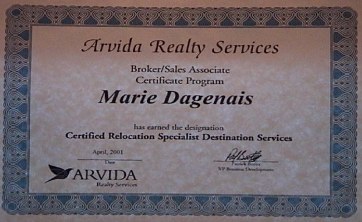 Arvida Realty Services
Broker/Sales Associate
Certificate Program
Marie Dagenais
has earned the designation
Certified Relocation Specialist Destination Services
April, 2001
Date
VP Business Development
ARVIDA
Realty Services